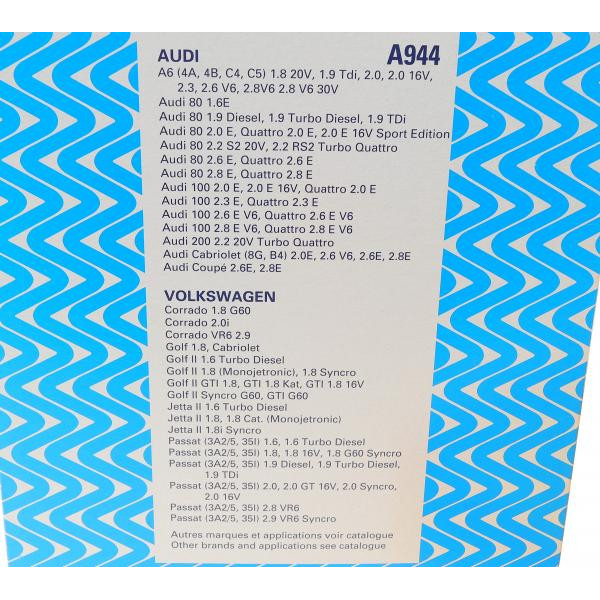 AUDI A944
A6 (4A, 4B, C4, C5) 1.8 20V, 1.9 Tdi, 2.0, 2.0 16V,
2.3, 2.6 V6, 2.8V6 2.8 V6 30V
Audi 80 1.6E
Audi 80 1.9 Diesel, 1.9 Turbo Diesel, 1.9 TDi
Audi 80 2.0 E, Quattro 2.0 E, 2.0 E 16V Sport Edition
Audi 80 2.2 S2 20V, 2.2 RS2 Turbo Quattro
Audi 80 2.6 E, Quattro 2.6 E
Audi 80 2.8 E, Quattro 2.8 E
Audi 100 2.0 E, 2.0 E 16V, Quattro 2.0 E
Audi 100 2.3 E, Quattro 2.3 E
Audi 100 2.6 E V6, Quattro 2.6 E V6
Audi 100 2.8 E V6, Quattro 2.8 E V6
Audi 200 2.2 20V Turbo Quattro
Audi Cabriolet (8G, B4) 2.0E, 2.6 V6, 2.6E, 2.8E
Audi Coupé 2.6E, 2.8E
VOLKSWAGEN
Corrado 1.8 G60
Corrado 2.0i
Corrado VR6 2.9
Golf 1.8, Cabriolet
Golf II 1.6 Turbo Diesel
Golf II 1.8 (Monojetronic), 1.8 Syncro
Golf II GTI 1.8, GTI 1.8 Kat, GTI 1.8 16V
Golf II Syncro G60, GTI G60
Jetta II 1.6 Turbo Diesel
Jetta II 1.8, 1.8 Cat. (Monojetronic)
Jetta II 1.8i Syncro
Passat (3A2/5, 35I) 1.6, 1.6 Turbo Diesel
Passat (3A2/5, 35I) 1.8, 1.8 16V, 1.8 G60 Syncro
Passat (3A2/5, 35I) 1.9 Diesel, 1.9 Turbo Diesel,
1.9 TDi
Passat (3A2/5, 35I) 2.0, 2.0 GT 16V, 2.0 Syncro,
2.0 16V
Passat (3A2/5, 35I) 2.8 VR6
Passat (3A2/5, 35I) 2.9 VR6 Syncro
Autres marques et applications voir catalogue
Other brands and applications see catalogue